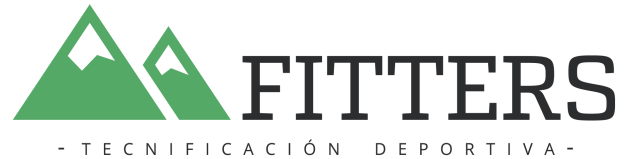 FITTERS
- TECNIFICACIÓN DEPORTIVA -